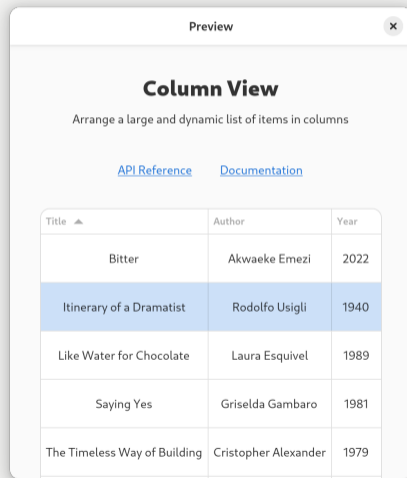 Preview
Column View
Arrange a large and dynamic list of items in columns
API Reference Documentation
Title Author Year
Bitter Akwaeke Emezi 2022
Itinerary of a Dramatist Rodolfo Usigli 1940
Like Water for Chocolate Laura Esquivel 1989
Saying Yes Griselda Gambaro 1981
The Timeless Way of Building Cristopher Alexander 1979